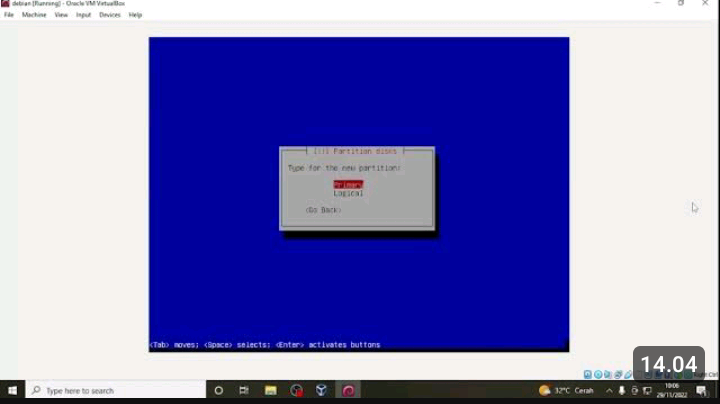 debian [Running] - Oracle VM VirtualBox
File Machine View Input Devices Help
[!!] Partition disks
Type for the new partition:
Primary
Logical
<Go Back>
<Tab> moves; <Space> selects; <Enter> activates buttons
Right Ctrl
14.04
Type here to search
32°C Cerah
10:06
29/11/2022